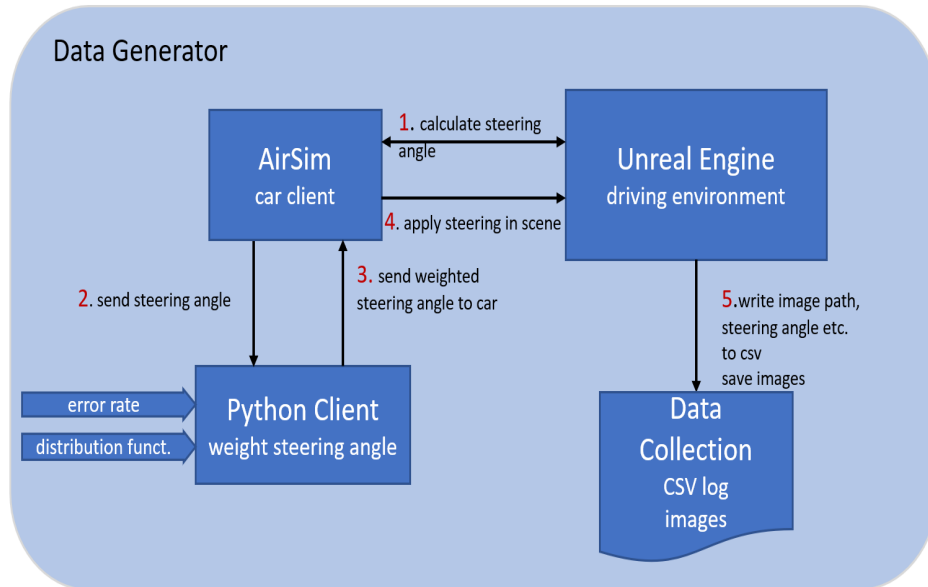 Data Generator
AirSim
car client
1. calculate steering
angle
Unreal Engine
driving environment
4. apply steering in scene
2. send steering angle
3. send weighted
steering angle to car
5.write image path,
steering angle etc.
to csv
save images
error rate
distribution funct.
Python Client
weight steering angle
Data
Collection
CSV log
images